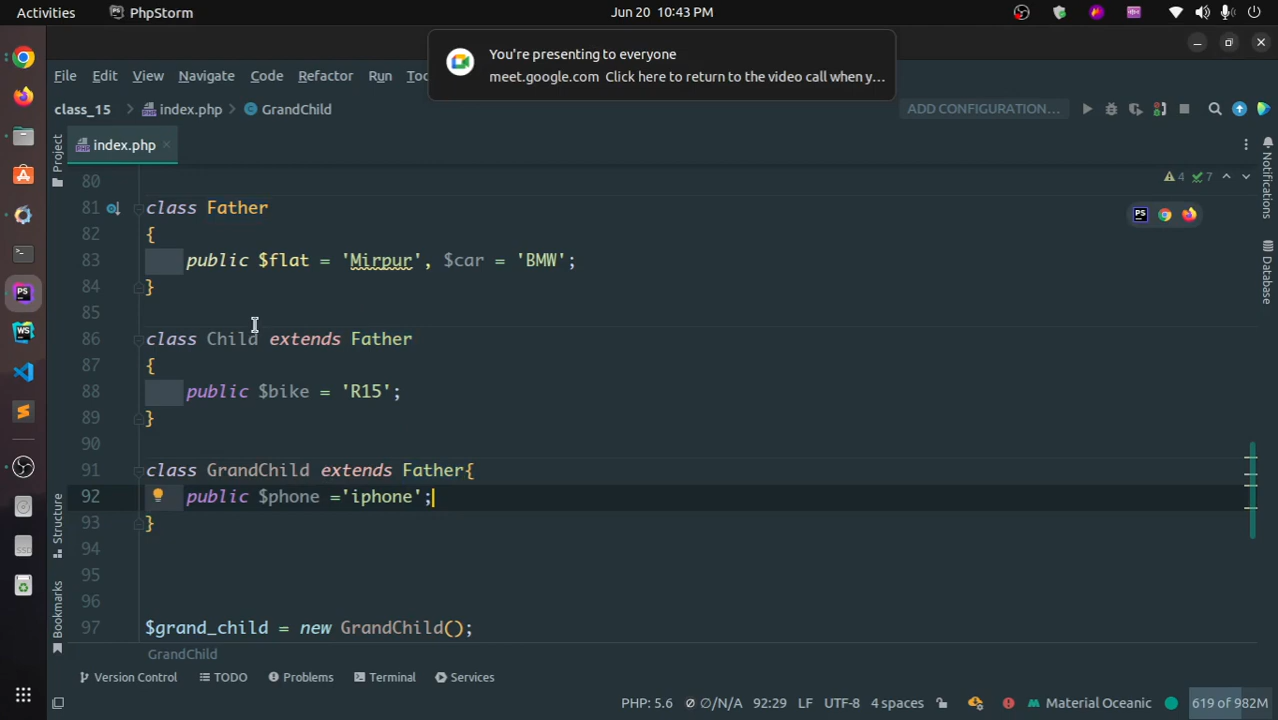 Activities PhpStorm Jun 20 10:43 PM
You're presenting to everyone
meet.google.com Click here to return to the video call when y...
File Edit View Navigate Code Refactor Run
class_15 index.php GrandChild ADD CONFIGURATION...
index.php
4 7
80
81 class Father
82 {
83 public $flat = 'Mirpur', $car = 'BMW';
84 }
85
86 class Child extends Father
87 {
88 public $bike = 'R15';
89 }
90
91 class GrandChild extends Father{
92 public $phone ='iphone';
93 }
94
95
96
97 $grand_child = new GrandChild();
GrandChild
Project
Structure
Bookmarks
Notifications
Database
Version Control TODO Problems Terminal Services
PHP: 5.6 ∅/N/A 92:29 LF UTF-8 4 spaces Material Oceanic 619 of 982M